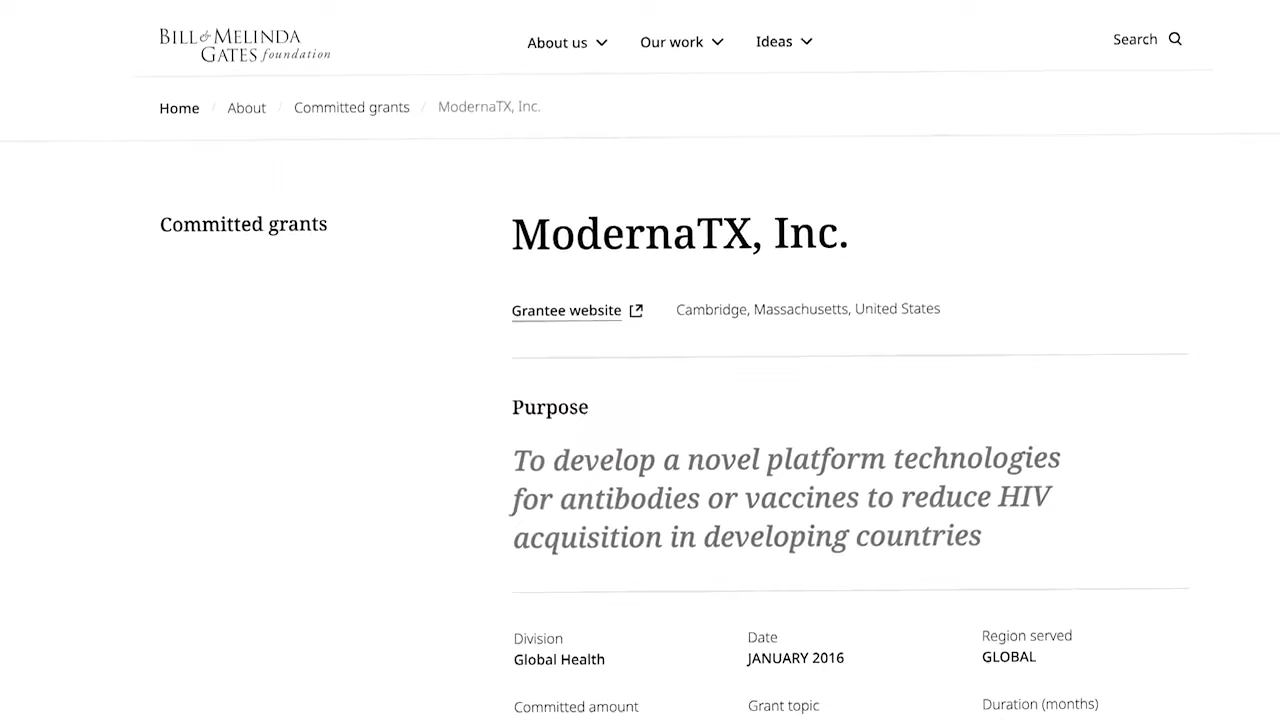 BILL & MELINDA
GATES foundation
About us
Our work
Ideas
Search
Home / About / Committed grants / ModernaTX, Inc.
Committed grants
ModernaTX, Inc.
Grantee website
Cambridge, Massachusetts, United States
Purpose
To develop a novel platform technologies
for antibodies or vaccines to reduce HIV
acquisition in developing countries
Division
Date
Region served
Global Health
JANUARY 2016
GLOBAL
Committed amount
Grant topic
Duration (months)